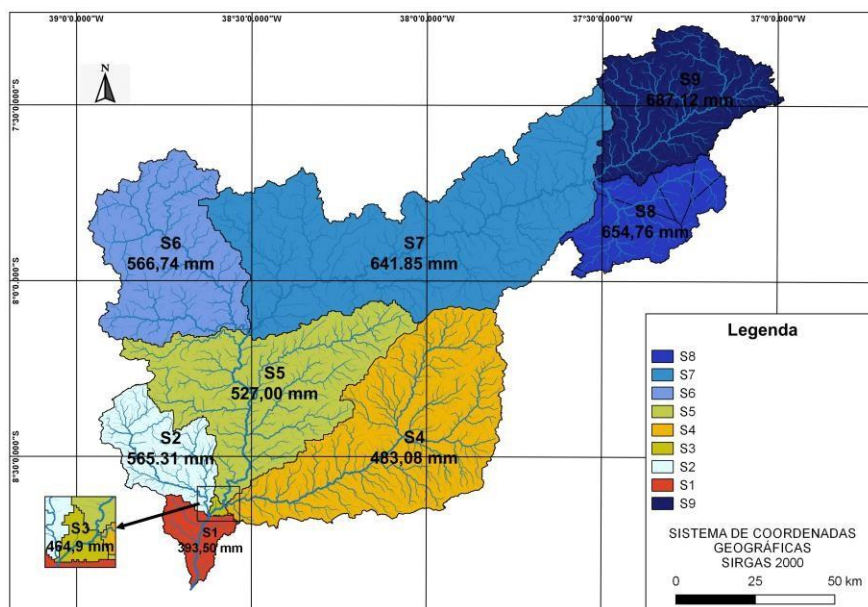 39°0'0.000"W
38°30.000"W
38°0'0.000"W
37°30.000"W
37°0'0.000"W
7°30.000"S
8°0'0.000"S
8°30.000"S
S9
687,12 mm
S8
654,76 mm
S6
566,74 mm
S7
641.85 mm
S5
527,00 mm
S2
565.31 mm
S4
483,08 mm
S3
464,9 mm
S1
393,50 mm
Legenda
S8
S7
S6
S5
S4
S3
S2
S1
S9
SISTEMA DE COORDENADAS
GEOGRÁFICAS
SIRGAS 2000
0 25 50 km